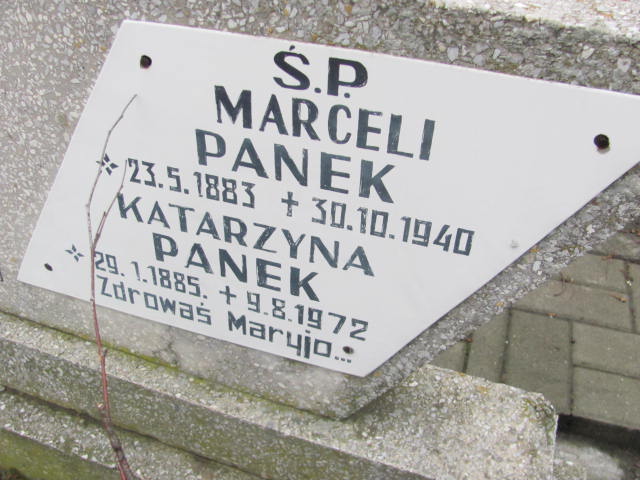 Ś.P.
MARCELI
PANEK
23.5.1883 ✝ 30.10.1940
KATARZYNA
PANEK
29.1.1885. ✝ 9.8.1972
Zdrowaś Maryjo...